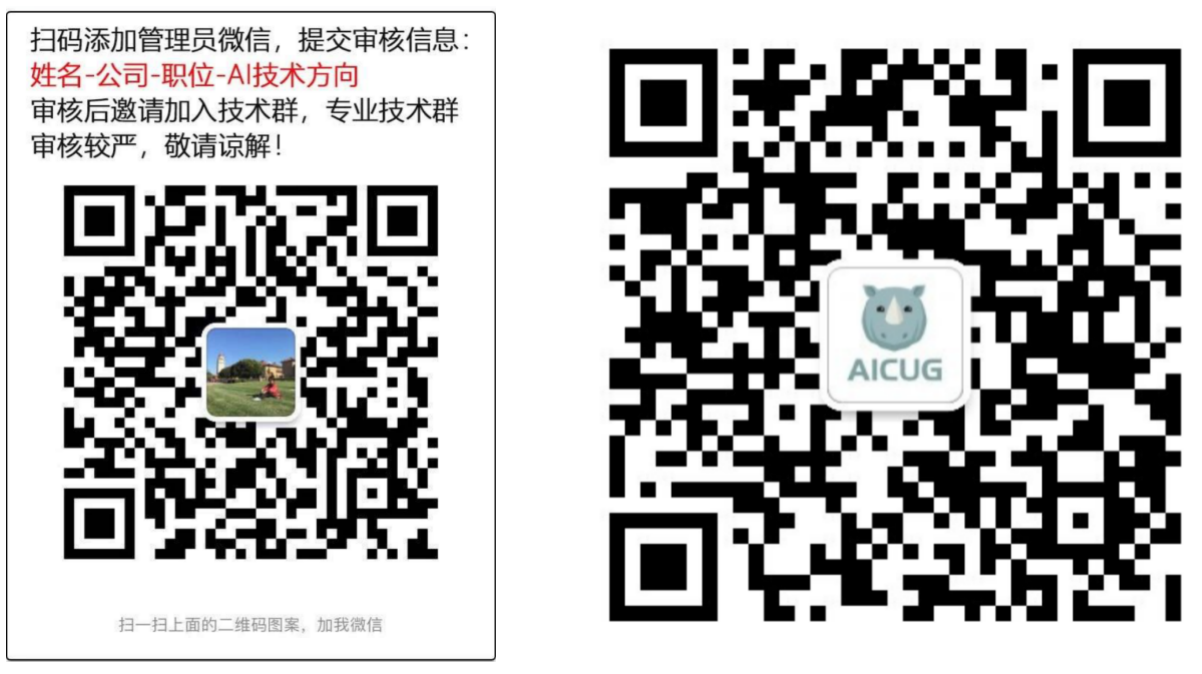 扫码添加管理员微信，提交审核信息：
姓名-公司-职位-AI技术方向
审核后邀请加入技术群，专业技术群
审核较严，敬请谅解！
扫一扫上面的二维码图案，加我微信
AICUG